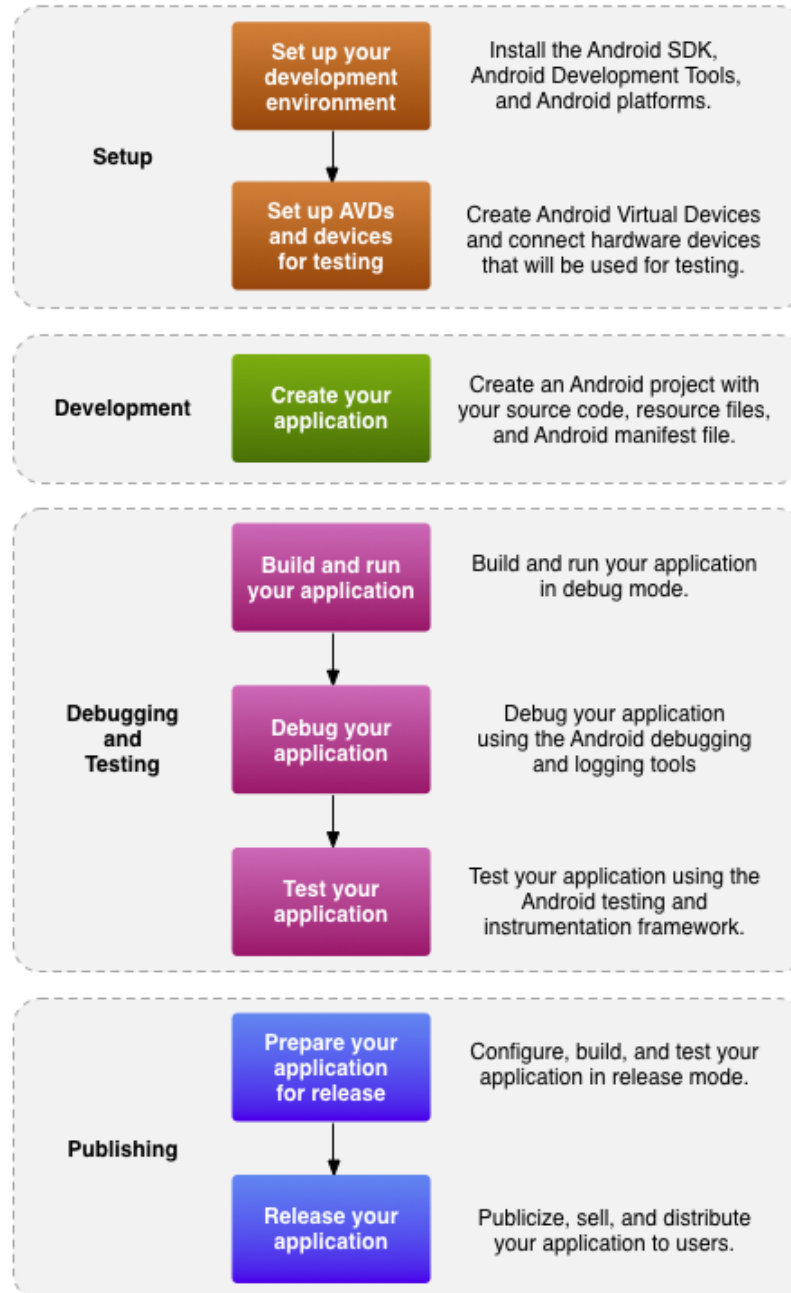 Set up your
development
environment
Install the Android SDK,
Android Development Tools,
and Android platforms.
Setup
Set up AVDs
and devices
for testing
Create Android Virtual Devices
and connect hardware devices
that will be used for testing.
Development
Create your
application
Create an Android project with
your source code, resource files,
and Android manifest file.
Build and run
your application
Build and run your application
in debug mode.
Debugging
and
Testing
Debug your
application
Debug your application
using the Android debugging
and logging tools
Test your
application
Test your application using the
Android testing and
instrumentation framework.
Prepare your
application
for release
Configure, build, and test your
application in release mode.
Publishing
Release your
application
Publicize, sell, and distribute
your application to users.